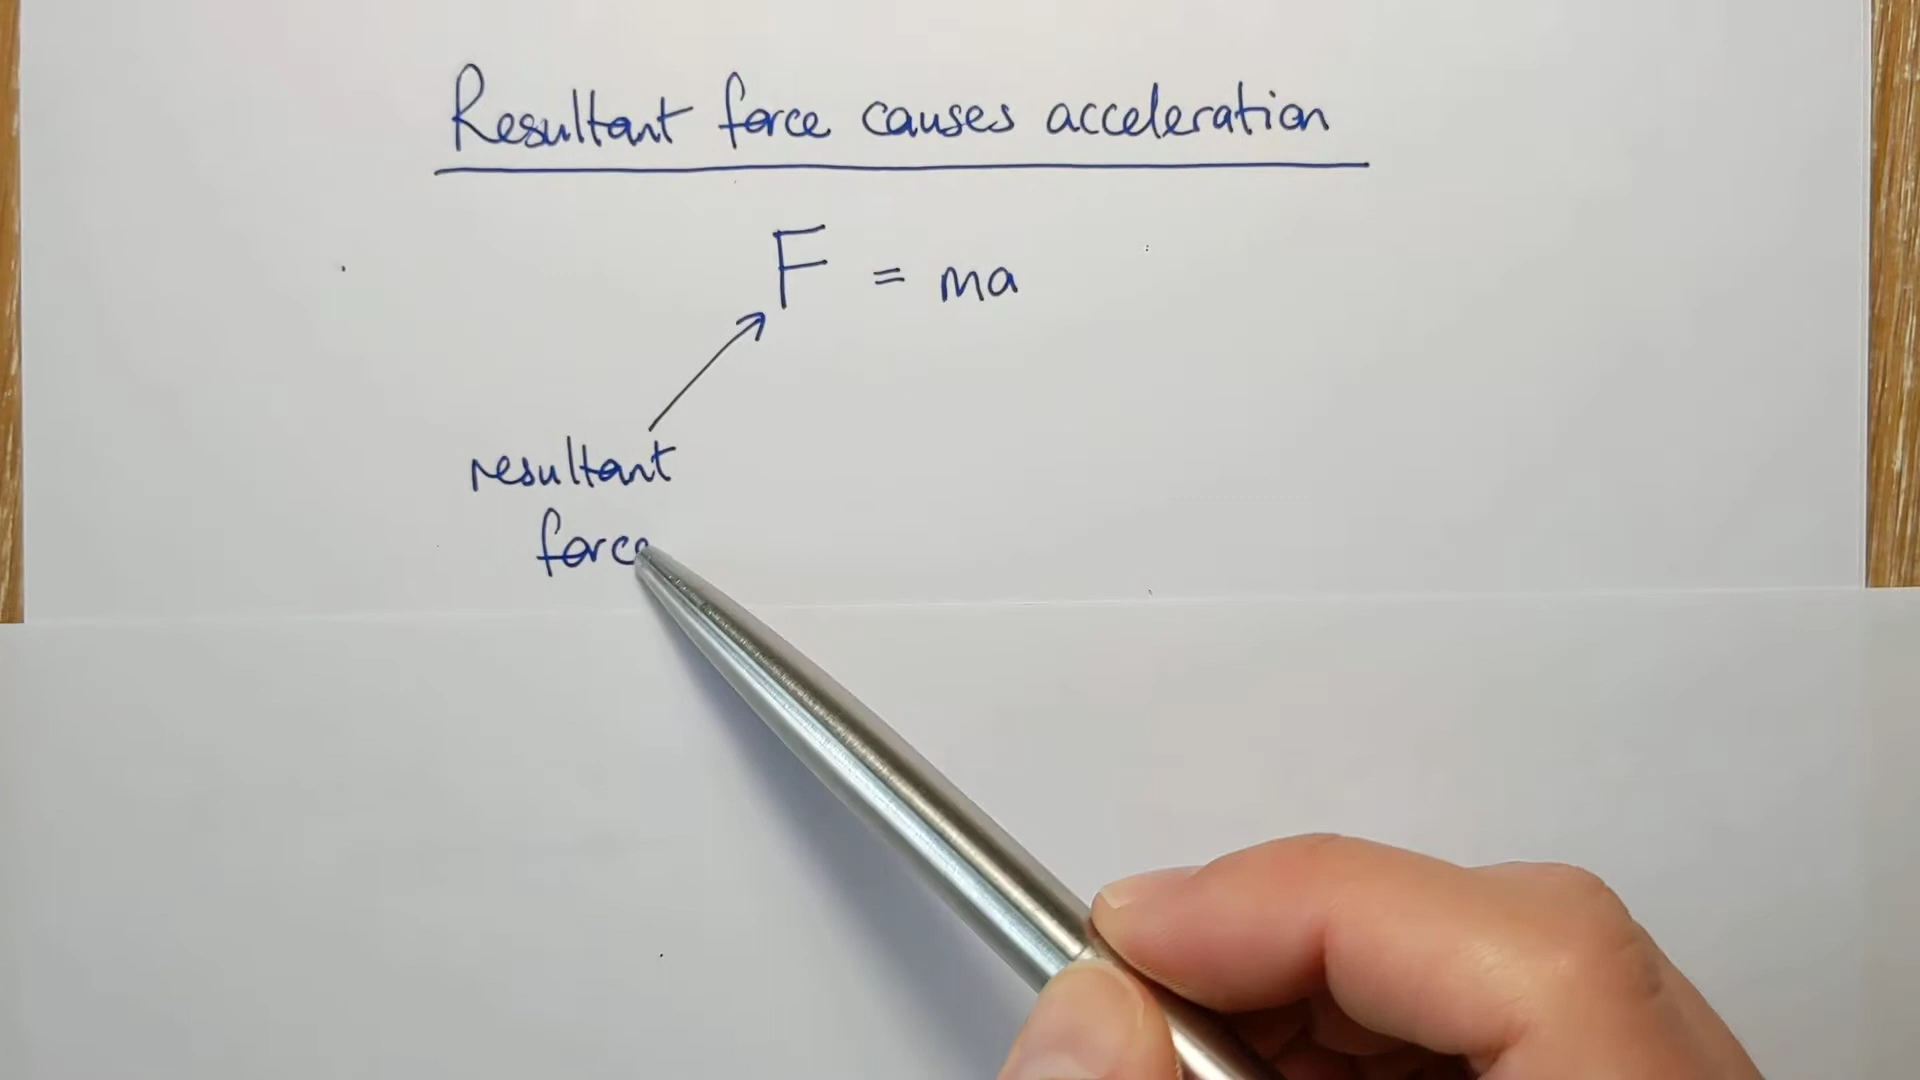 Resultant force causes acceleration
F = ma
resultant
force